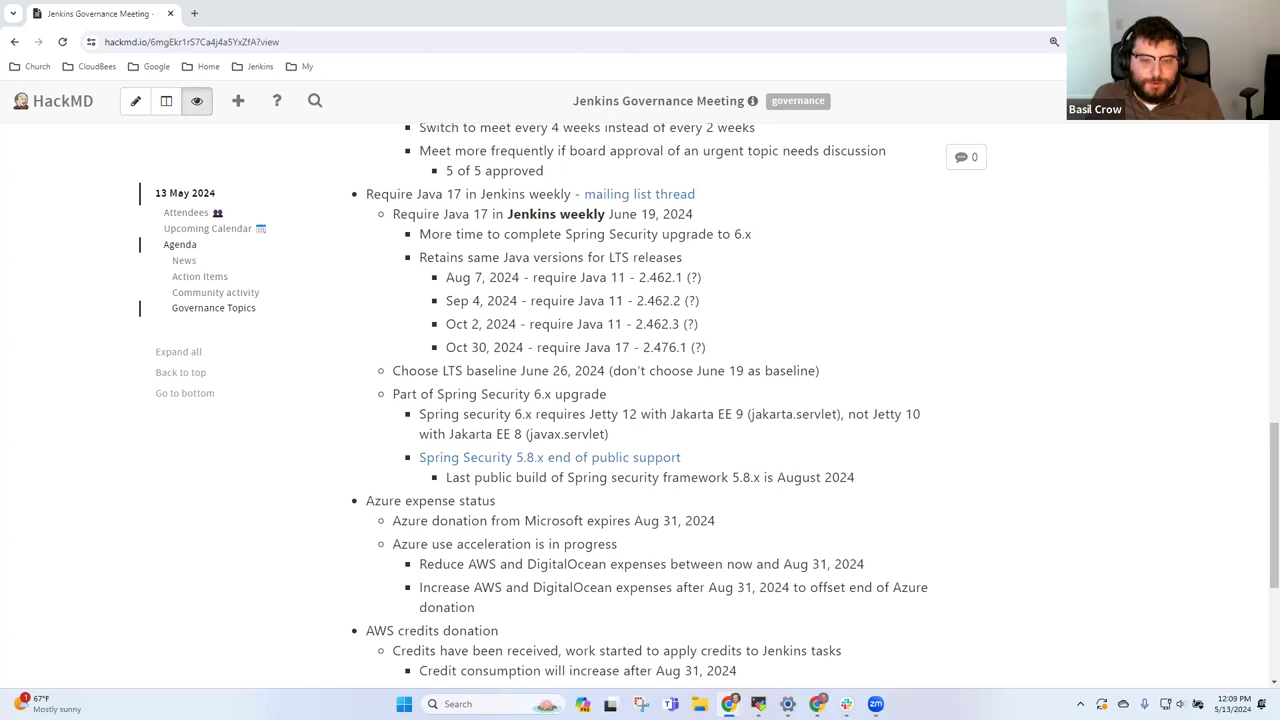 Jenkins Governance Meeting -
hackmd.io/6mgEkr1rS7Ca4j4a5YxZfA?view
Church
CloudBees
Google
Home
Jenkins
My
Basil Crow
HackMD
Jenkins Governance Meeting
governance
Switch to meet every 4 weeks instead of every 2 weeks
Meet more frequently if board approval of an urgent topic needs discussion
5 of 5 approved
0
13 May 2024
Attendees
Upcoming Calendar
Agenda
News
Action Items
Community activity
Governance Topics
Expand all
Back to top
Go to bottom
Require Java 17 in Jenkins weekly - mailing list thread
Require Java 17 in Jenkins weekly June 19, 2024
More time to complete Spring Security upgrade to 6.x
Retains same Java versions for LTS releases
Aug 7, 2024 - require Java 11 - 2.462.1 (?)
Sep 4, 2024 - require Java 11 - 2.462.2 (?)
Oct 2, 2024 - require Java 11 - 2.462.3 (?)
Oct 30, 2024 - require Java 17 - 2.476.1 (?)
Choose LTS baseline June 26, 2024 (don't choose June 19 as baseline)
Part of Spring Security 6.x upgrade
Spring security 6.x requires Jetty 12 with Jakarta EE 9 (jakarta.servlet), not Jetty 10
with Jakarta EE 8 (javax.servlet)
Spring Security 5.8.x end of public support
Last public build of Spring security framework 5.8.x is August 2024
Azure expense status
Azure donation from Microsoft expires Aug 31, 2024
Azure use acceleration is in progress
Reduce AWS and DigitalOcean expenses between now and Aug 31, 2024
Increase AWS and DigitalOcean expenses after Aug 31, 2024 to offset end of Azure
donation
AWS credits donation
Credits have been received, work started to apply credits to Jenkins tasks
Credit consumption will increase after Aug 31, 2024
1
67°F
Mostly sunny
Search
12:09 PM
5/13/2024